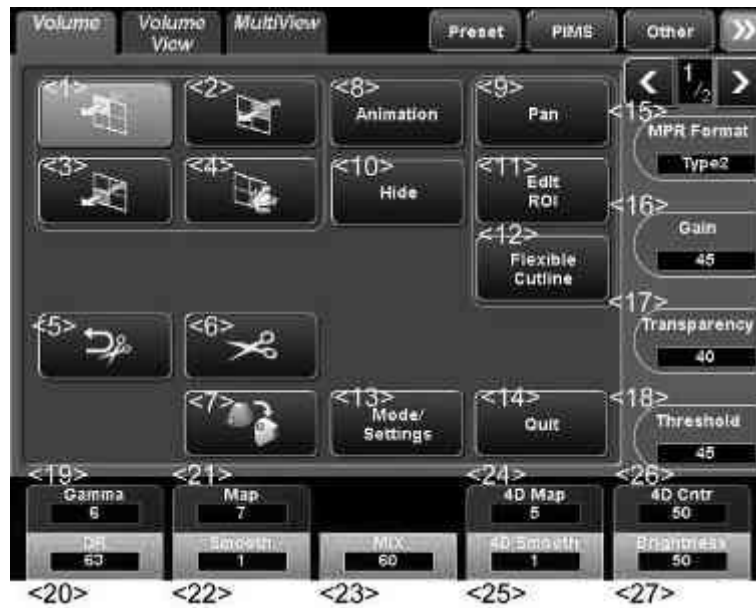 Volume
Volume View
MultiView
Preset
PIMS
Other
»
<1>
<2>
<8>
Animation
<9>
Pan
< 1/2 >
<15>
MPR Format
Type2
<3>
<4>
<10>
Hide
<11>
Edit ROI
<16>
Gain
45
<12>
Flexible Cutline
<17>
Transparency
40
<5>
<6>
<7>
<13>
Mode/ Settings
<14>
Quit
<18>
Threshold
45
<19>
Gamma
6
<21>
Map
7
<24>
4D Map
5
<26>
4D Cntr
50
DR
63
Smooth
1
MIX
60
4D Smooth
1
Brightness
50
<20>
<22>
<23>
<25>
<27>